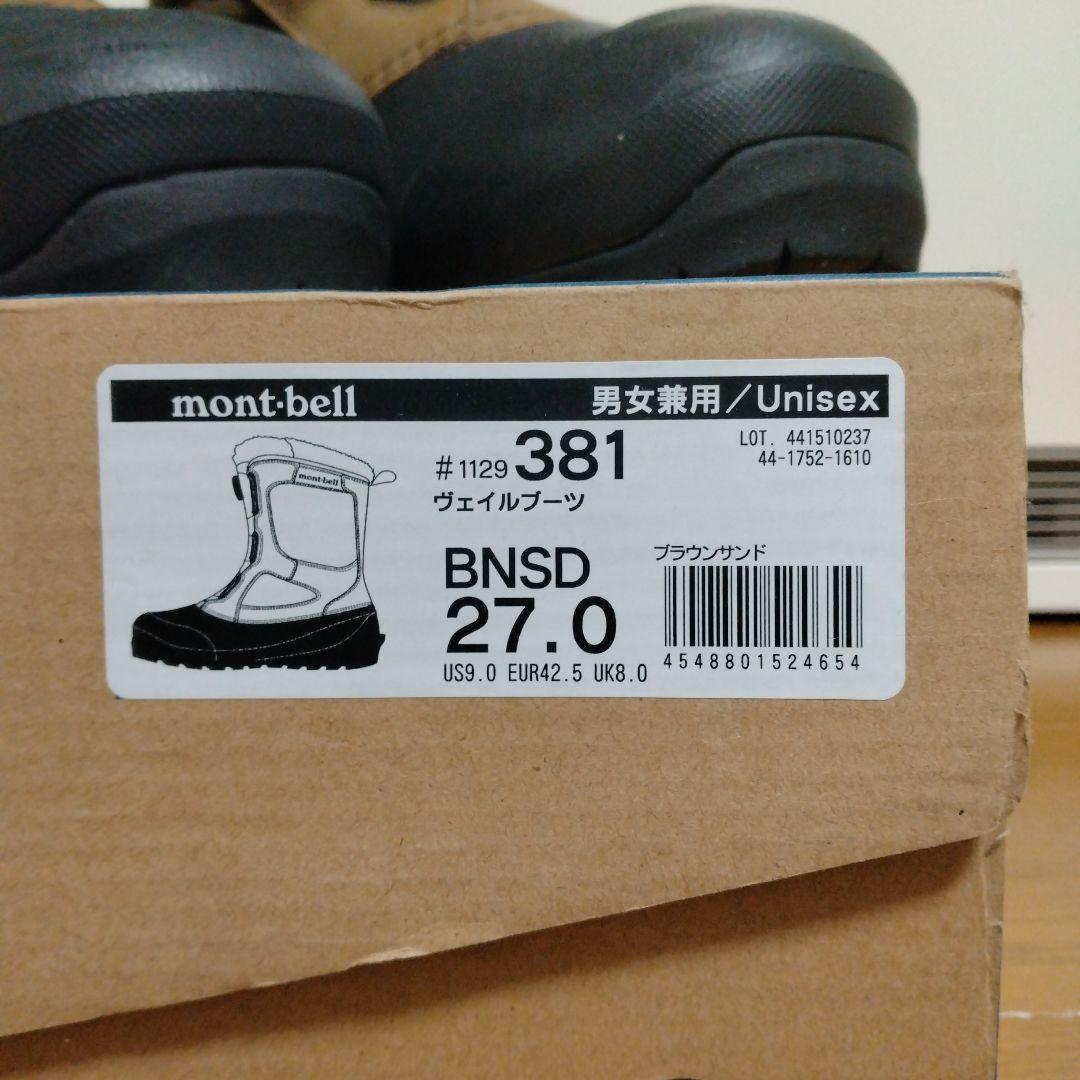 mont-bell 男女兼用/Unisex
mont-bell
#1129 381
ヴェイルブーツ
LOT. 441510237
44-1752-1610
BNSD
ブラウンサンド
27.0
US9.0 EUR42.5 UK8.0
4548801524654